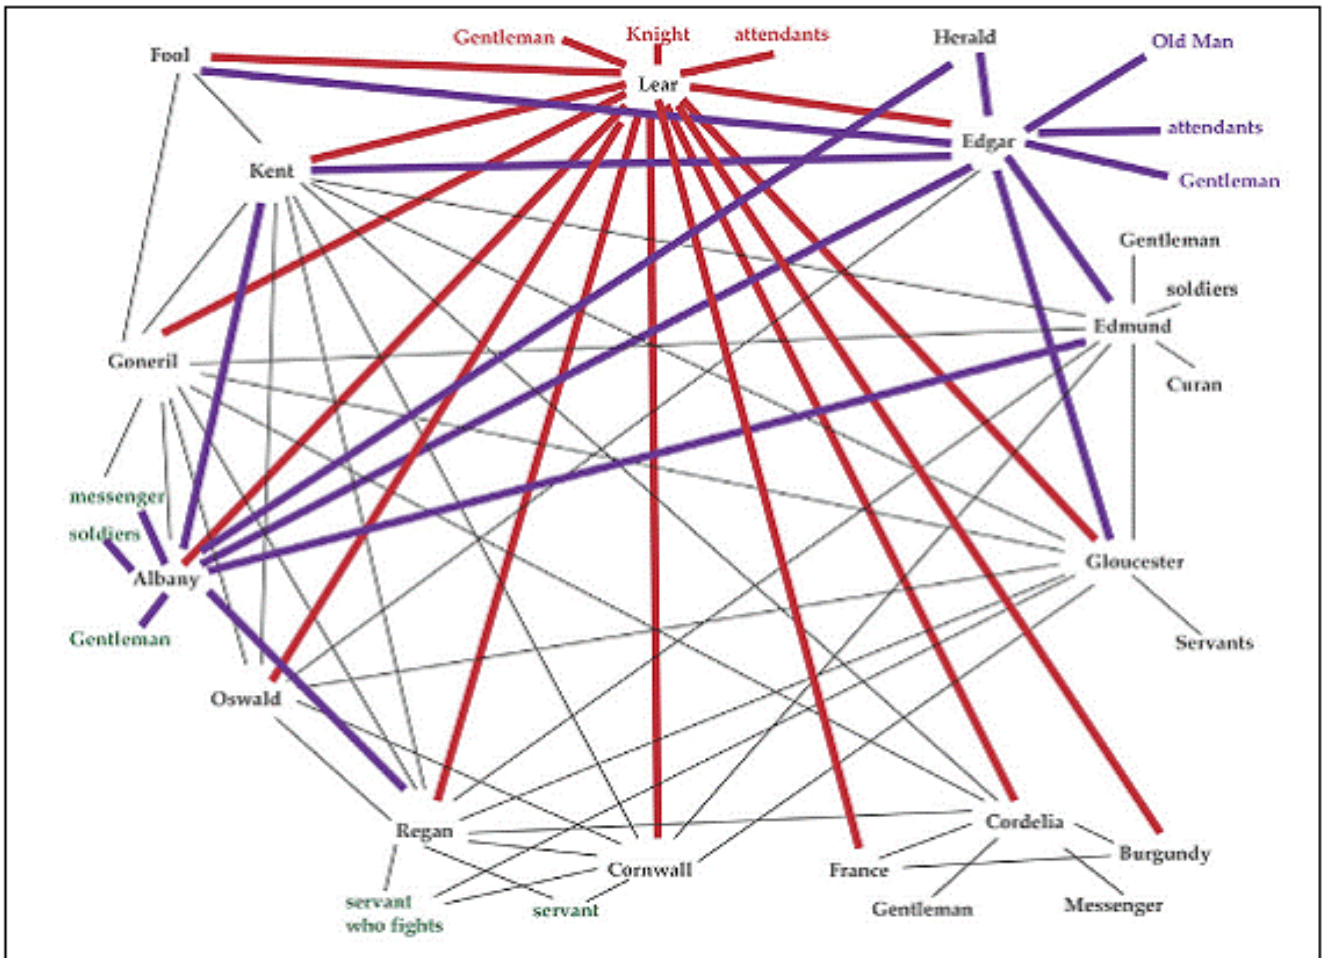 Gentleman
Knight
attendants
Herald
Old Man
Fool
Lear
attendants
Edgar
Kent
Gentleman
Gentleman
soldiers
Edmund
Goneril
Curan
messenger
soldiers
Gloucester
Albany
Gentleman
Servants
Oswald
Regan
Cordelia
Burgundy
Cornwall
France
servant
who fights
servant
Gentleman
Messenger